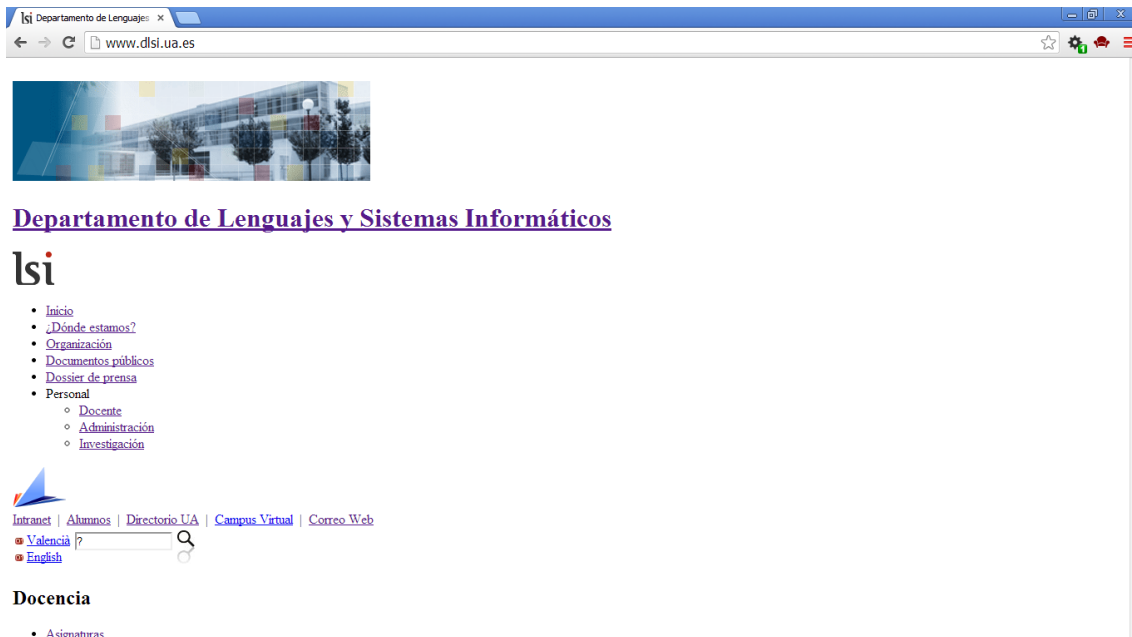 lsi Departamento de Lenguajes ×
www.dlsi.ua.es
1
Departamento de Lenguajes y Sistemas Informáticos
lsi
Inicio
¿Dónde estamos?
Organización
Documentos públicos
Dossier de prensa
Personal
Docente
Administración
Investigación
Intranet | Alumnos | Directorio UA | Campus Virtual | Correo Web
Valencià ?
English
Docencia
Asignaturas